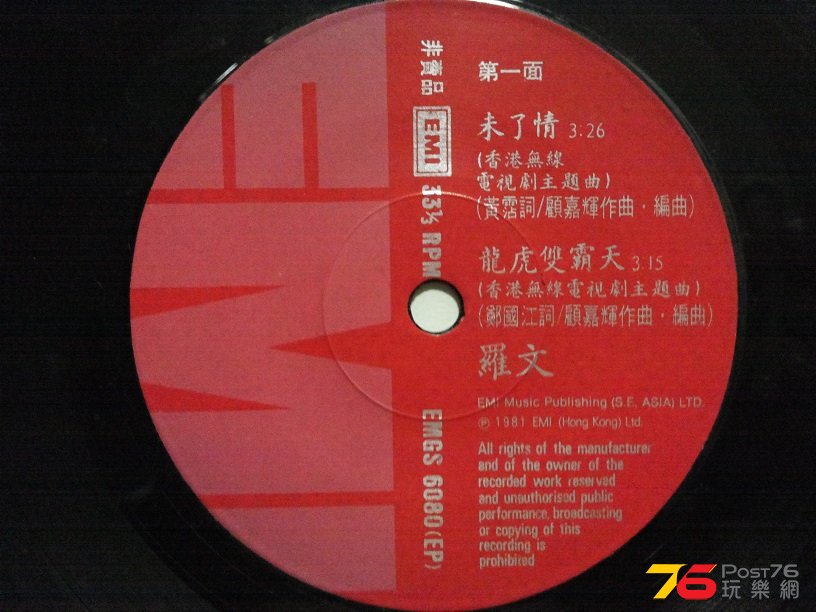 第一面
未了情 3:26
(香港無線
電視劇主題曲)
(黃霑詞/顧嘉輝作曲・編曲)
龍虎雙霸天 3:15
(香港無線電視劇主題曲)
(鄭國江詞/顧嘉輝作曲・編曲)
羅文
EMI Music Publishing (S.E. ASIA) LTD.
℗ 1981 EMI (Hong Kong) Ltd.
All rights of the manufacturer
and of the owner of the
recorded work reserved
and unauthorised public
performance, broadcasting
or copying of this
recording is
prohibited
非賣品 EMI 33⅓ RPM EMGS 6080 (EP)
EMI
76 POST76
玩樂網